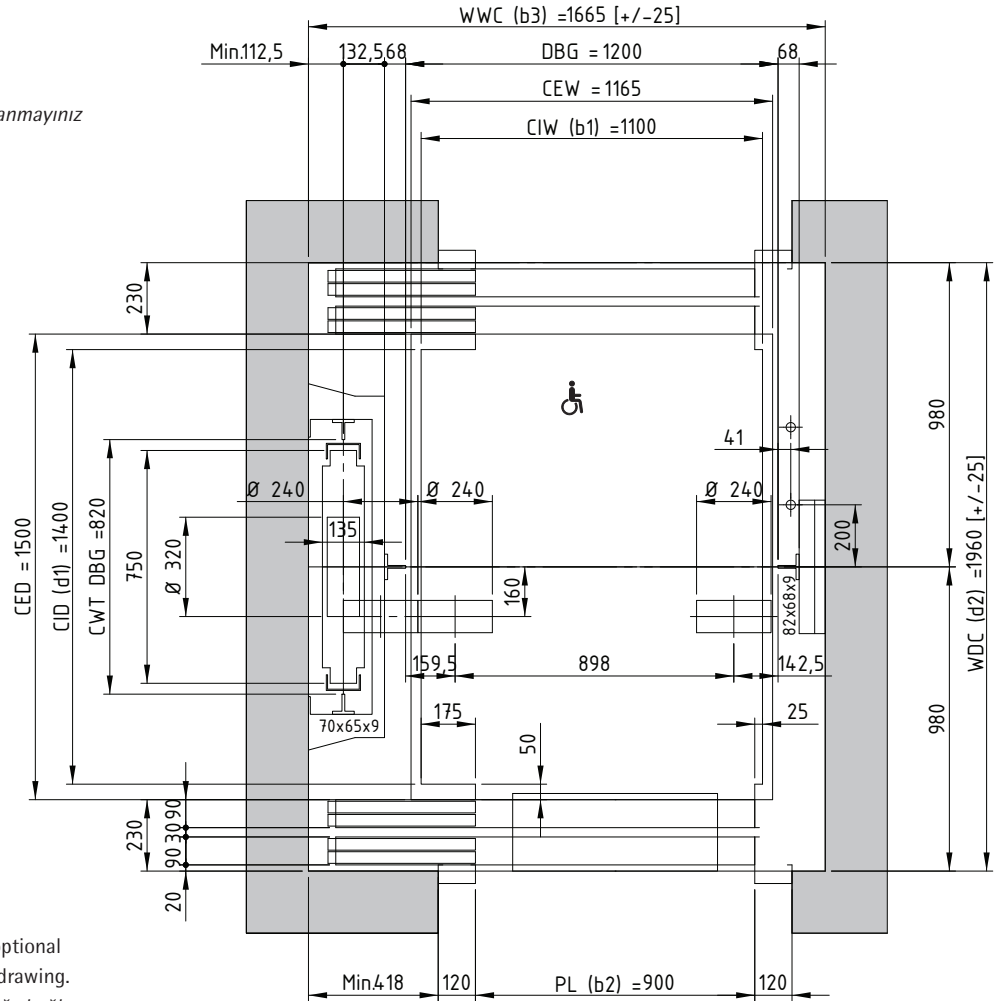 WWC (b3) =1665 [+/-25]
Min.112,5
132,5
68
DBG =1200
68
CEW =1165
anmayınız
CIW (b1) =1100
230
980
41
Ø 240
Ø 240
Ø 240
135
200
CED =1500
CID (d1) =1400
CWT DBG =820
750
Ø 320
160
82x68x9
WDC (d2) =1960 [+/-25]
159,5
898
142,5
70x65x9
175
50
25
980
230
90
30
90
20
ptional
drawing.
Min.418
120
PL (b2) =900
120